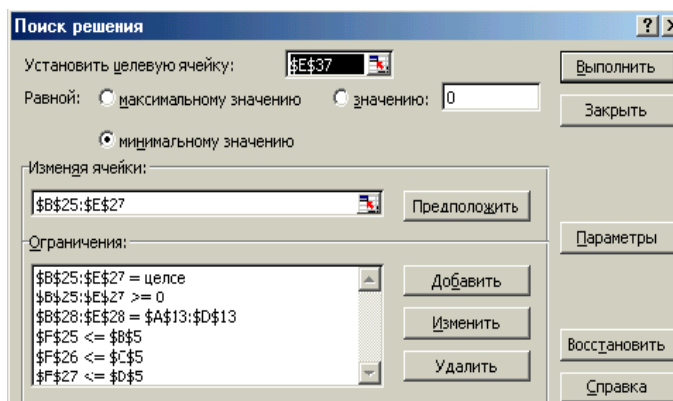 Поиск решения
Установить целевую ячейку: $E$37
Выполнить
Равной: максимальному значению значению: 0
Закрыть
минимальному значению
Изменяя ячейки:
$B$25:$E$27
Предположить
Ограничения:
Параметры
$B$25:$E$27 = целое
$B$25:$E$27 >= 0
$B$28:$E$28 = $A$13:$D$13
$F$25 <= $B$5
$F$26 <= $C$5
$F$27 <= $D$5
Добавить
Изменить
Удалить
Восстановить
Справка